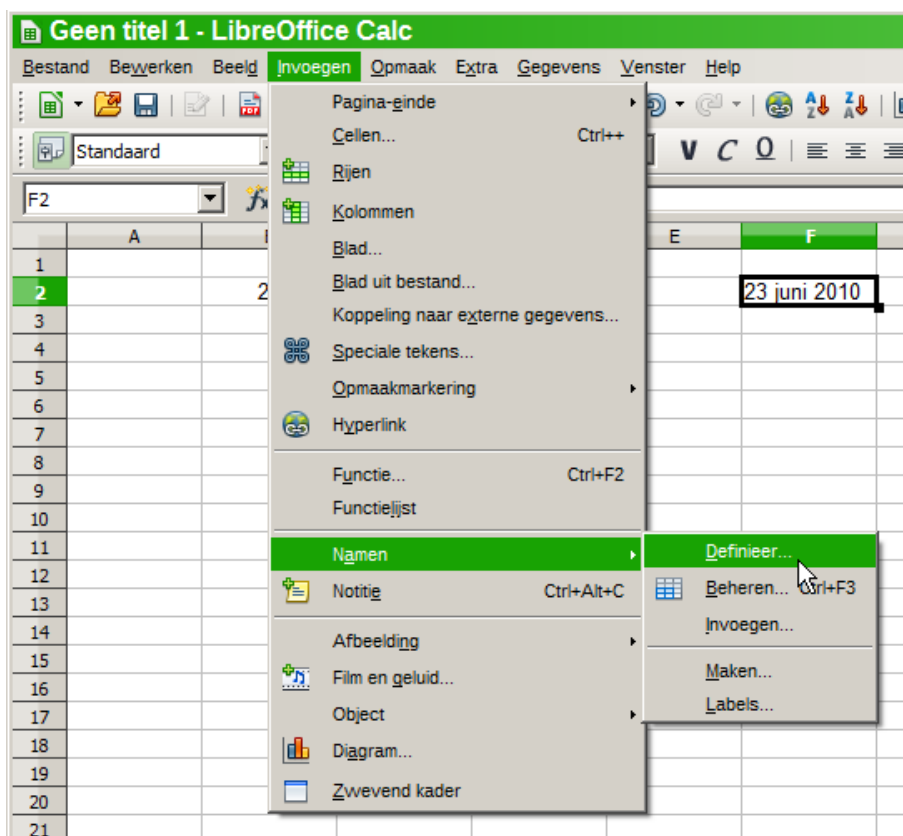 Geen titel 1 - LibreOffice Calc
Bestand Bewerken Beeld Invoegen Opmaak Extra Gegevens Venster Help
Pagina-einde
Standaard
Cellen... Ctrl++
V C O
Rijen
F2
Kolommen
A E F
Blad...
1
2 2 Blad uit bestand... 23 juni 2010
3 Koppeling naar externe gegevens...
4 Speciale tekens...
5 Opmaakmarkering
6
7 Hyperlink
8
9 Functie... Ctrl+F2
10 Functielijst
11 Namen Definieer...
12 Notitie Ctrl+Alt+C Beheren... Ctrl+F3
13 Invoegen...
14 Afbeelding
15 Maken...
16 Film en geluid... Labels...
17 Object
18 Diagram...
19
20 Zwevend kader
21